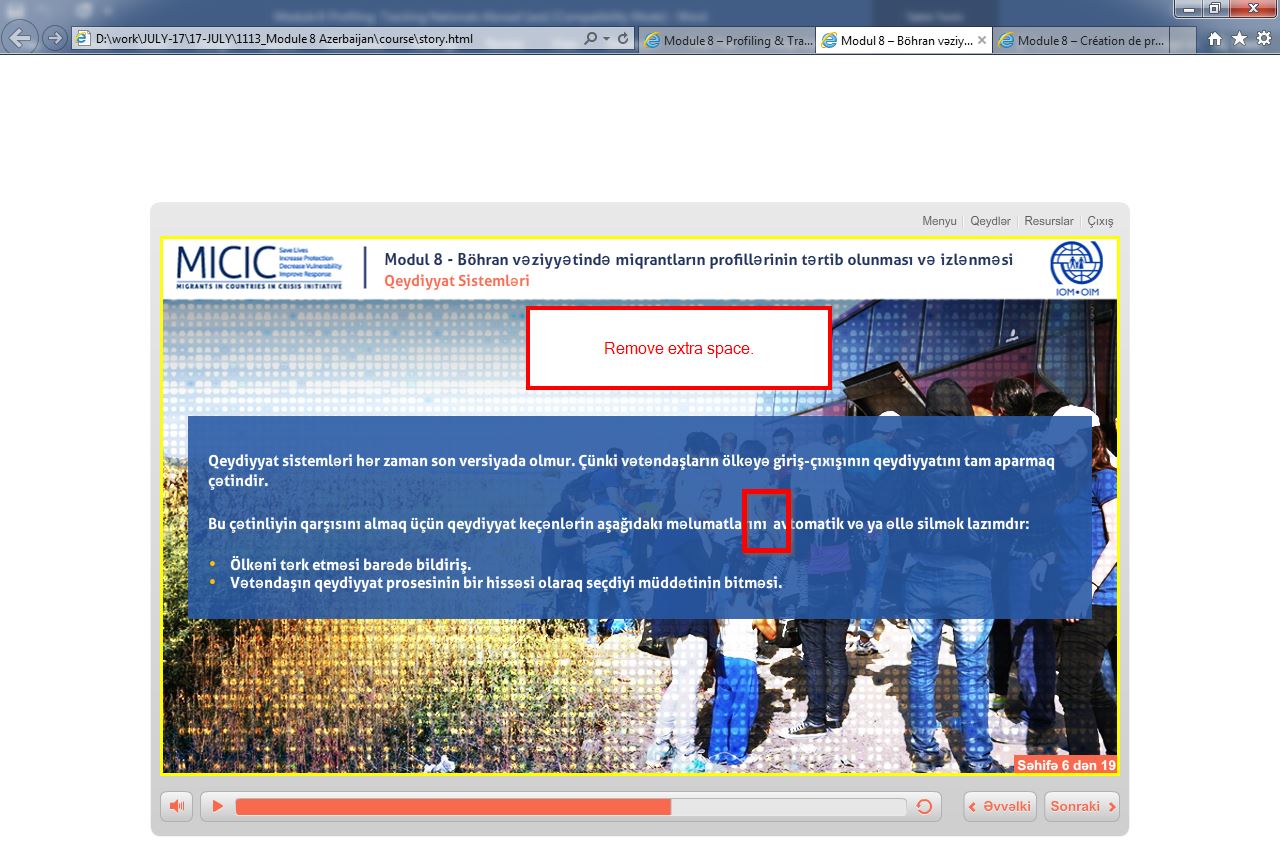 D:\work\JULY-17\17-JULY\1113_Module 8 Azerbaijan\course\story.html
Module 8 – Profiling & Tra...
Modul 8 – Böhran vəziy...
Module 8 – Création de pr...
Menyu
Qeydlər
Resurslar
Çıxış
MICIC
Save Lives
Increase Protection
Decrease Vulnerability
Improve Response
MIGRANTS IN COUNTRIES IN CRISIS INITIATIVE
Modul 8 - Böhran vəziyyətində miqrantların profillərinin tərtib olunması və izlənməsi
Qeydiyyat Sistemləri
IOM•OIM
Remove extra space.
Qeydiyyat sistemləri hər zaman son versiyada olmur. Çünki vətəndaşların ölkəyə giriş-çıxışının qeydiyyatını tam aparmaq
çətindir.
Bu çətinliyin qarşısını almaq üçün qeydiyyat keçənlərin aşağıdakı məlumatlarını  avtomatik və ya əllə silmək lazımdır:
• Ölkəni tərk etməsi barədə bildiriş.
• Vətəndaşın qeydiyyat prosesinin bir hissəsi olaraq seçdiyi müddətinin bitməsi.
Səhifə 6 dən 19
Əvvəlki
Sonraki